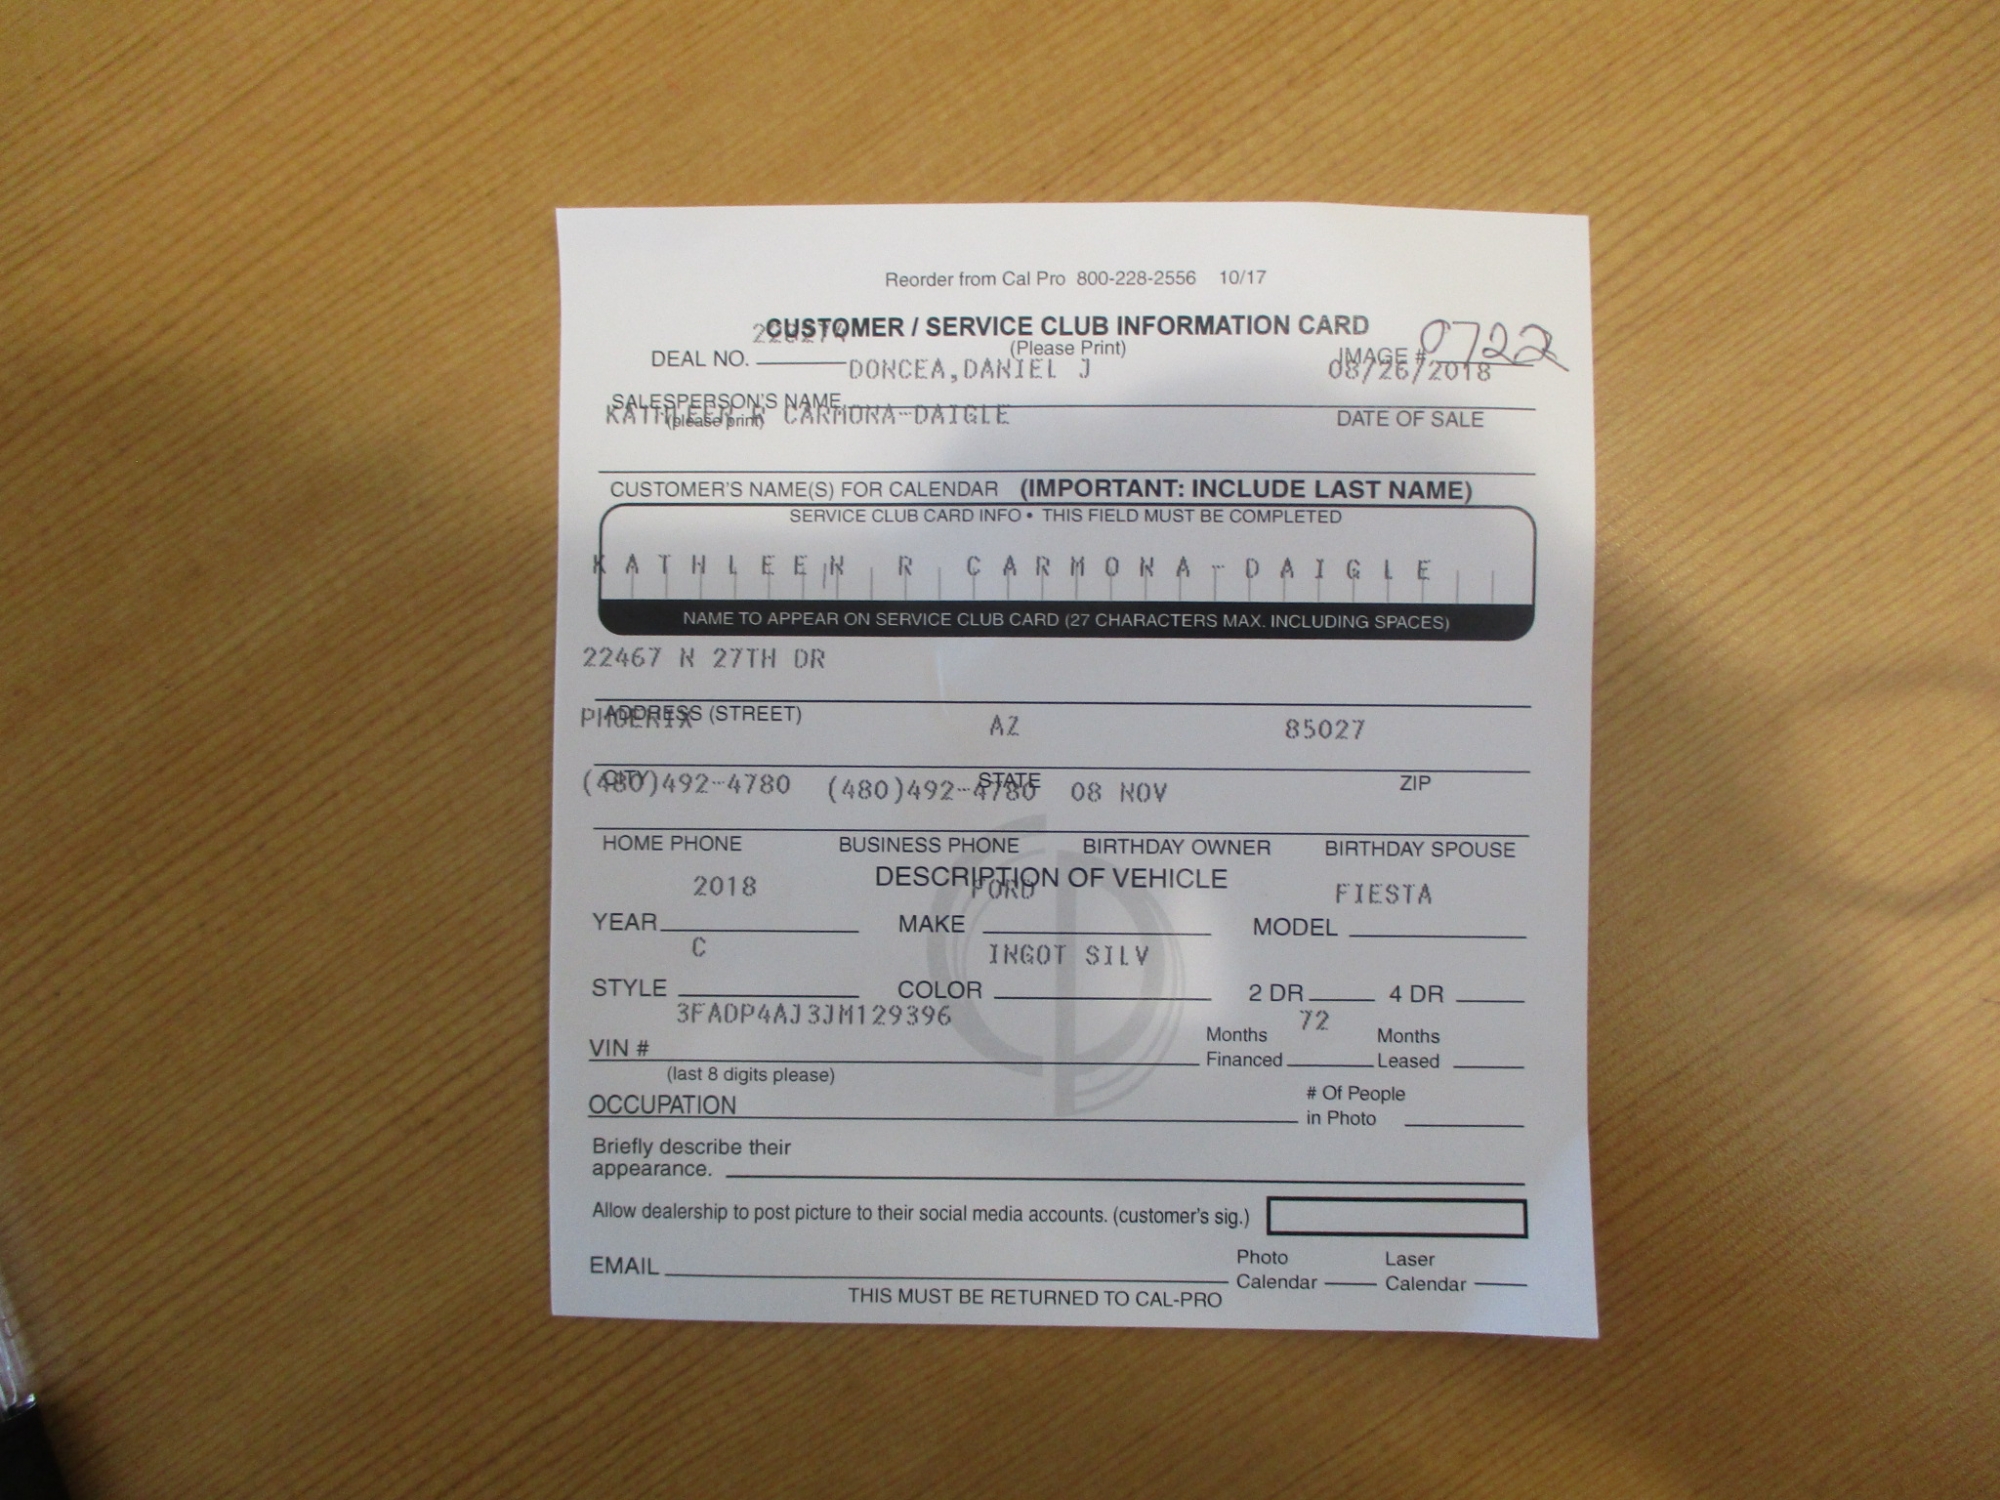 Reorder from Cal Pro 800-228-2556 10/17
CUSTOMER / SERVICE CLUB INFORMATION CARD
(Please Print)
DEAL NO. IMAGE # 0722
DONCEA,DANIEL J 08/26/2018
SALESPERSON'S NAME
(please print) DATE OF SALE
KATHLEEN R CARMONA-DAIGLE
CUSTOMER'S NAME(S) FOR CALENDAR (IMPORTANT: INCLUDE LAST NAME)
SERVICE CLUB CARD INFO • THIS FIELD MUST BE COMPLETED
KATHLEEN R CARMONA-DAIGLE
NAME TO APPEAR ON SERVICE CLUB CARD (27 CHARACTERS MAX. INCLUDING SPACES)
22467 N 27TH DR
ADDRESS (STREET)
PHOENIX AZ 85027
CITY STATE ZIP
(480)492-4780 (480)492-4780 08 NOV
HOME PHONE BUSINESS PHONE BIRTHDAY OWNER BIRTHDAY SPOUSE
DESCRIPTION OF VEHICLE
2018 FORD FIESTA
YEAR MAKE MODEL
C INGOT SILV
STYLE COLOR 2 DR 4 DR
3FADP4AJ3JM129396 72
VIN # Months Financed Months Leased
(last 8 digits please)
OCCUPATION # Of People in Photo
Briefly describe their
appearance.
Allow dealership to post picture to their social media accounts. (customer's sig.)
EMAIL Photo Calendar Laser Calendar
THIS MUST BE RETURNED TO CAL-PRO